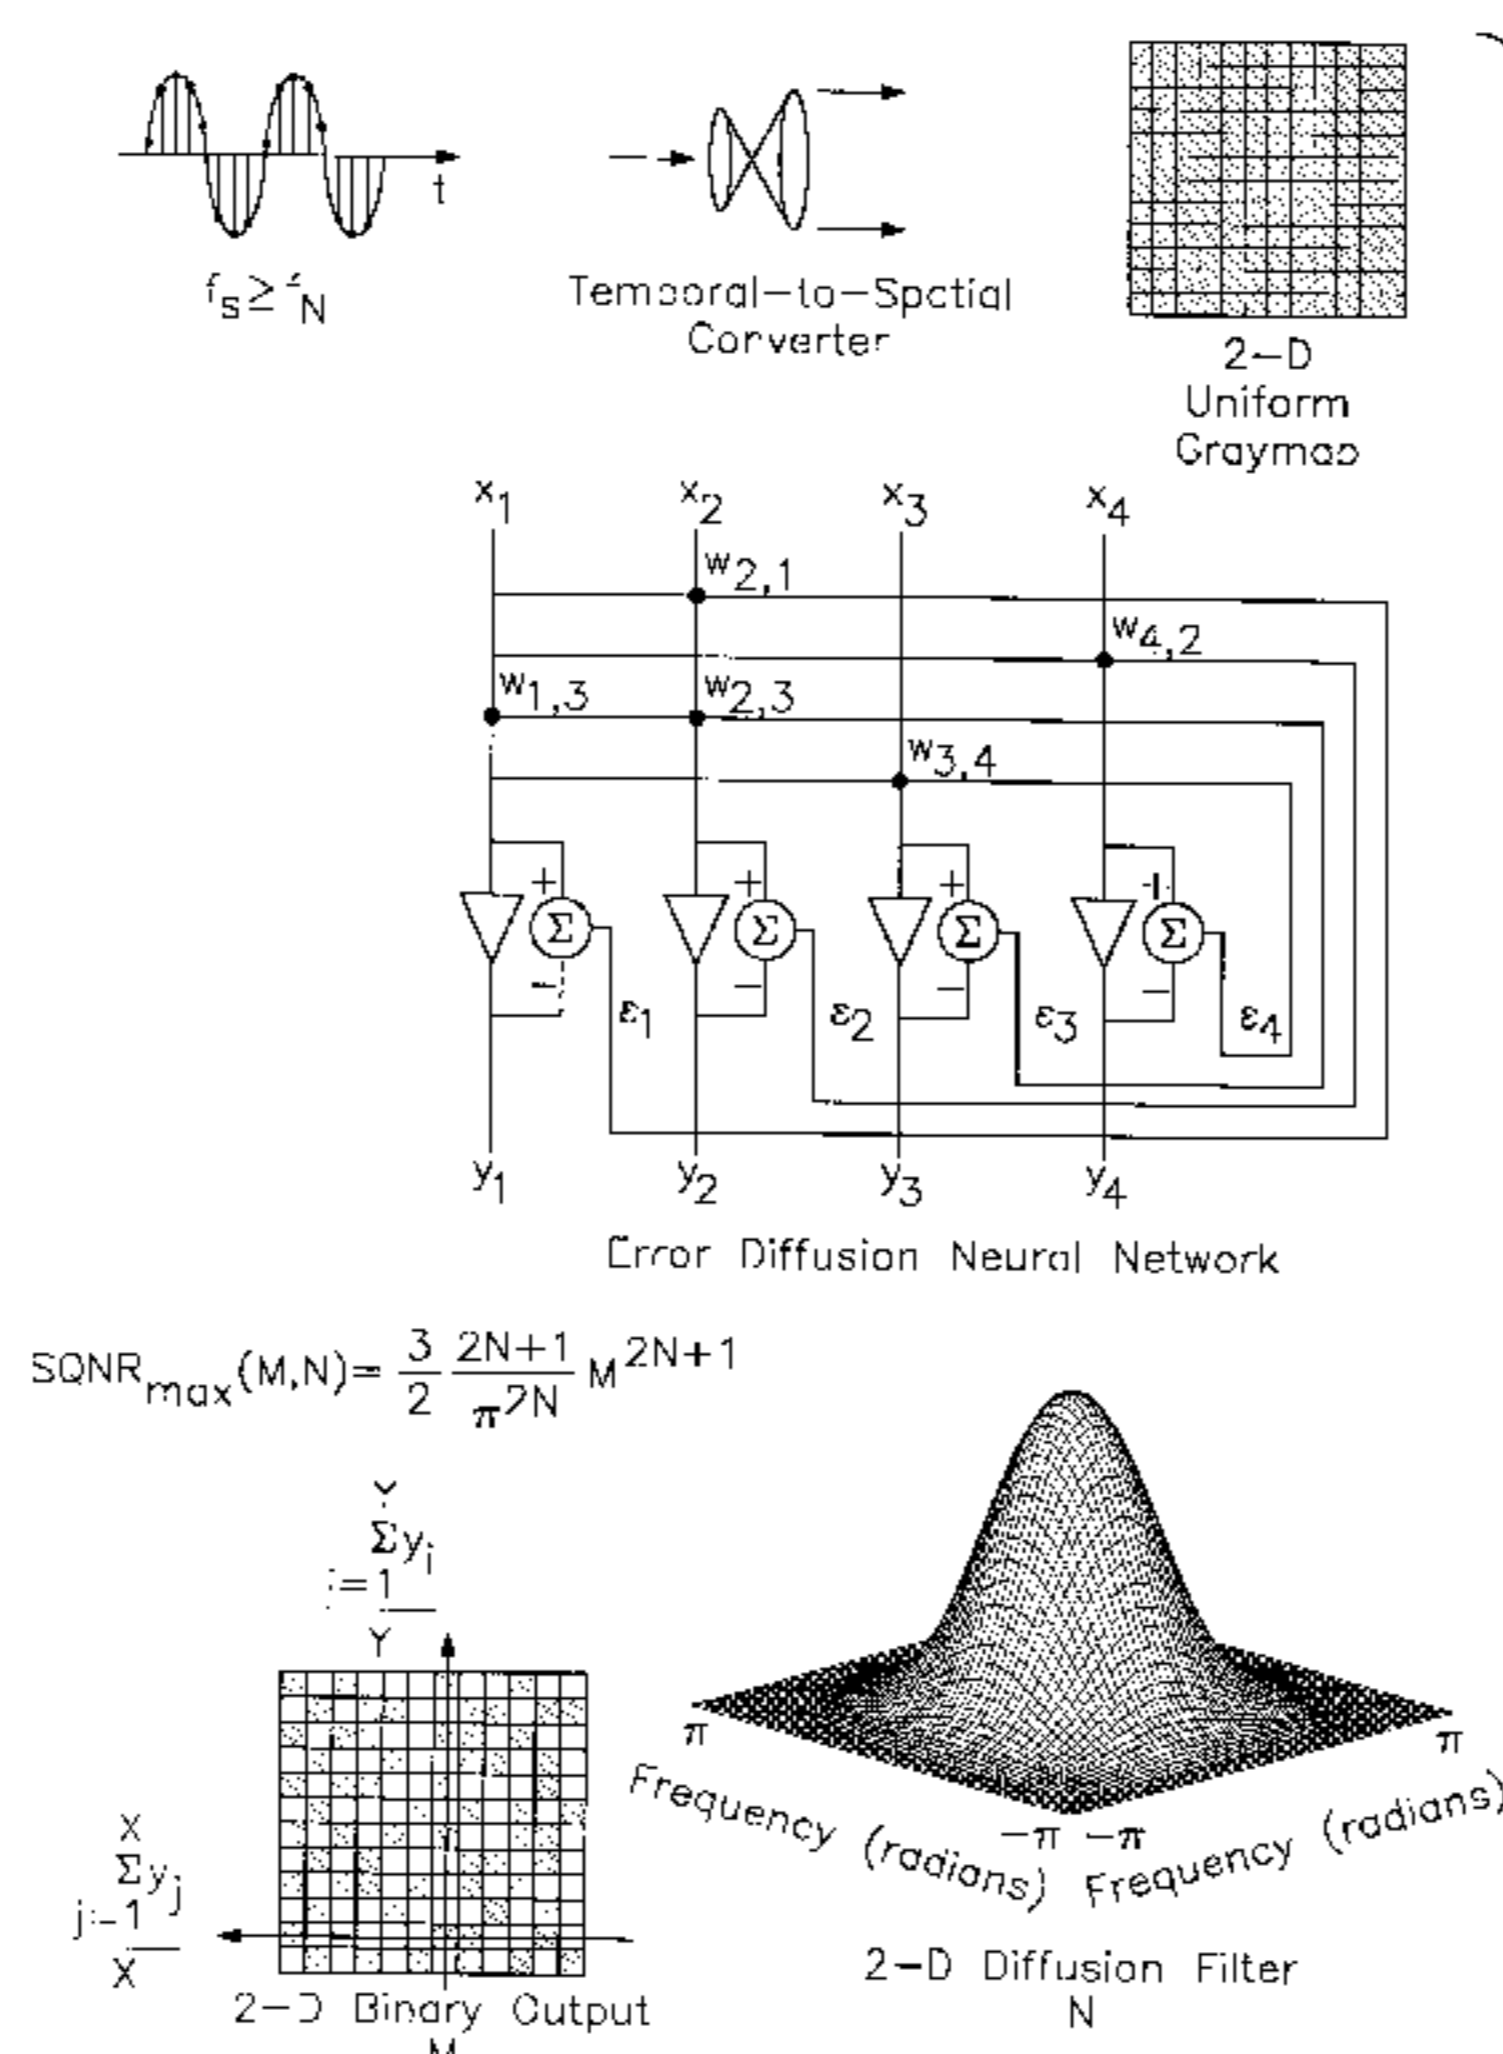 t
fS ≥ fN
Temporal-to-Spatial
Converter
2-D
Uniform
Graymap
x1 x2 x3 x4
w2,1
w4,2
w1,3 w2,3
w3,4
+ + + +
Σ Σ Σ Σ
− − − −
ε1 ε2 ε3 ε4
y1 y2 y3 y4
Error Diffusion Neural Network
SQNRmax(M,N)= 3/2 (2N+1)/(π^2N) M^2N+1
Y
Σ yi
i=1
Y
X
Σ yj
j=1
X
2-D Binary Output
M
π π
−π −π
Frequency (radians)
Frequency (radians)
2-D Diffusion Filter
N